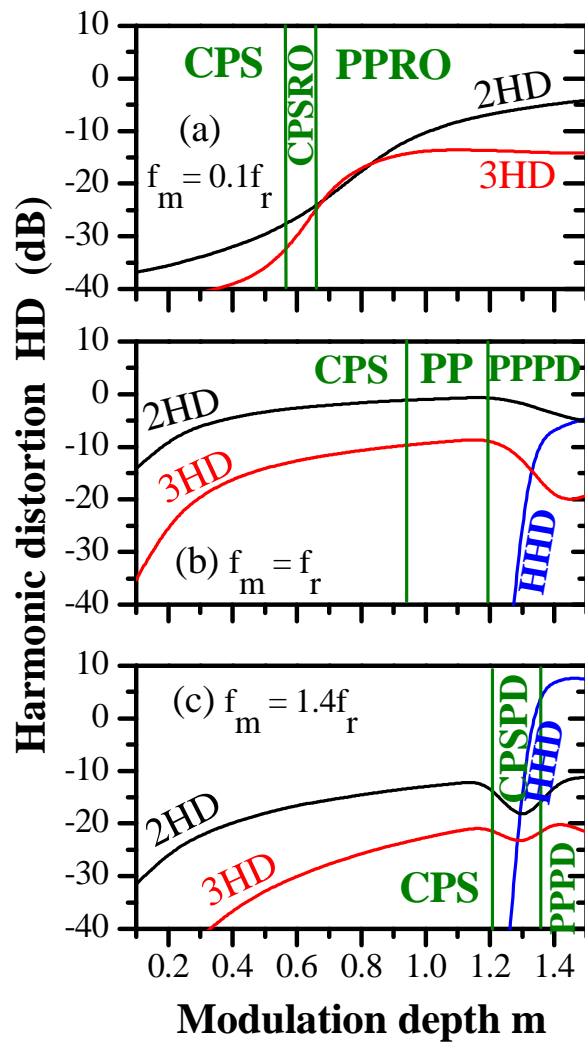 Harmonic distortion HD (dB)
10
0
-10
-20
-30
-40
CPS
CPSRO
PPRO
2HD
3HD
(a)
f_m = 0.1f_r
10
0
-10
-20
-30
-40
CPS
PP
PPPD
2HD
3HD
HHD
(b) f_m = f_r
10
0
-10
-20
-30
-40
(c) f_m = 1.4f_r
CPSPD
HHD
2HD
3HD
CPS
PPPD
0.2 0.4 0.6 0.8 1.0 1.2 1.4
Modulation depth m